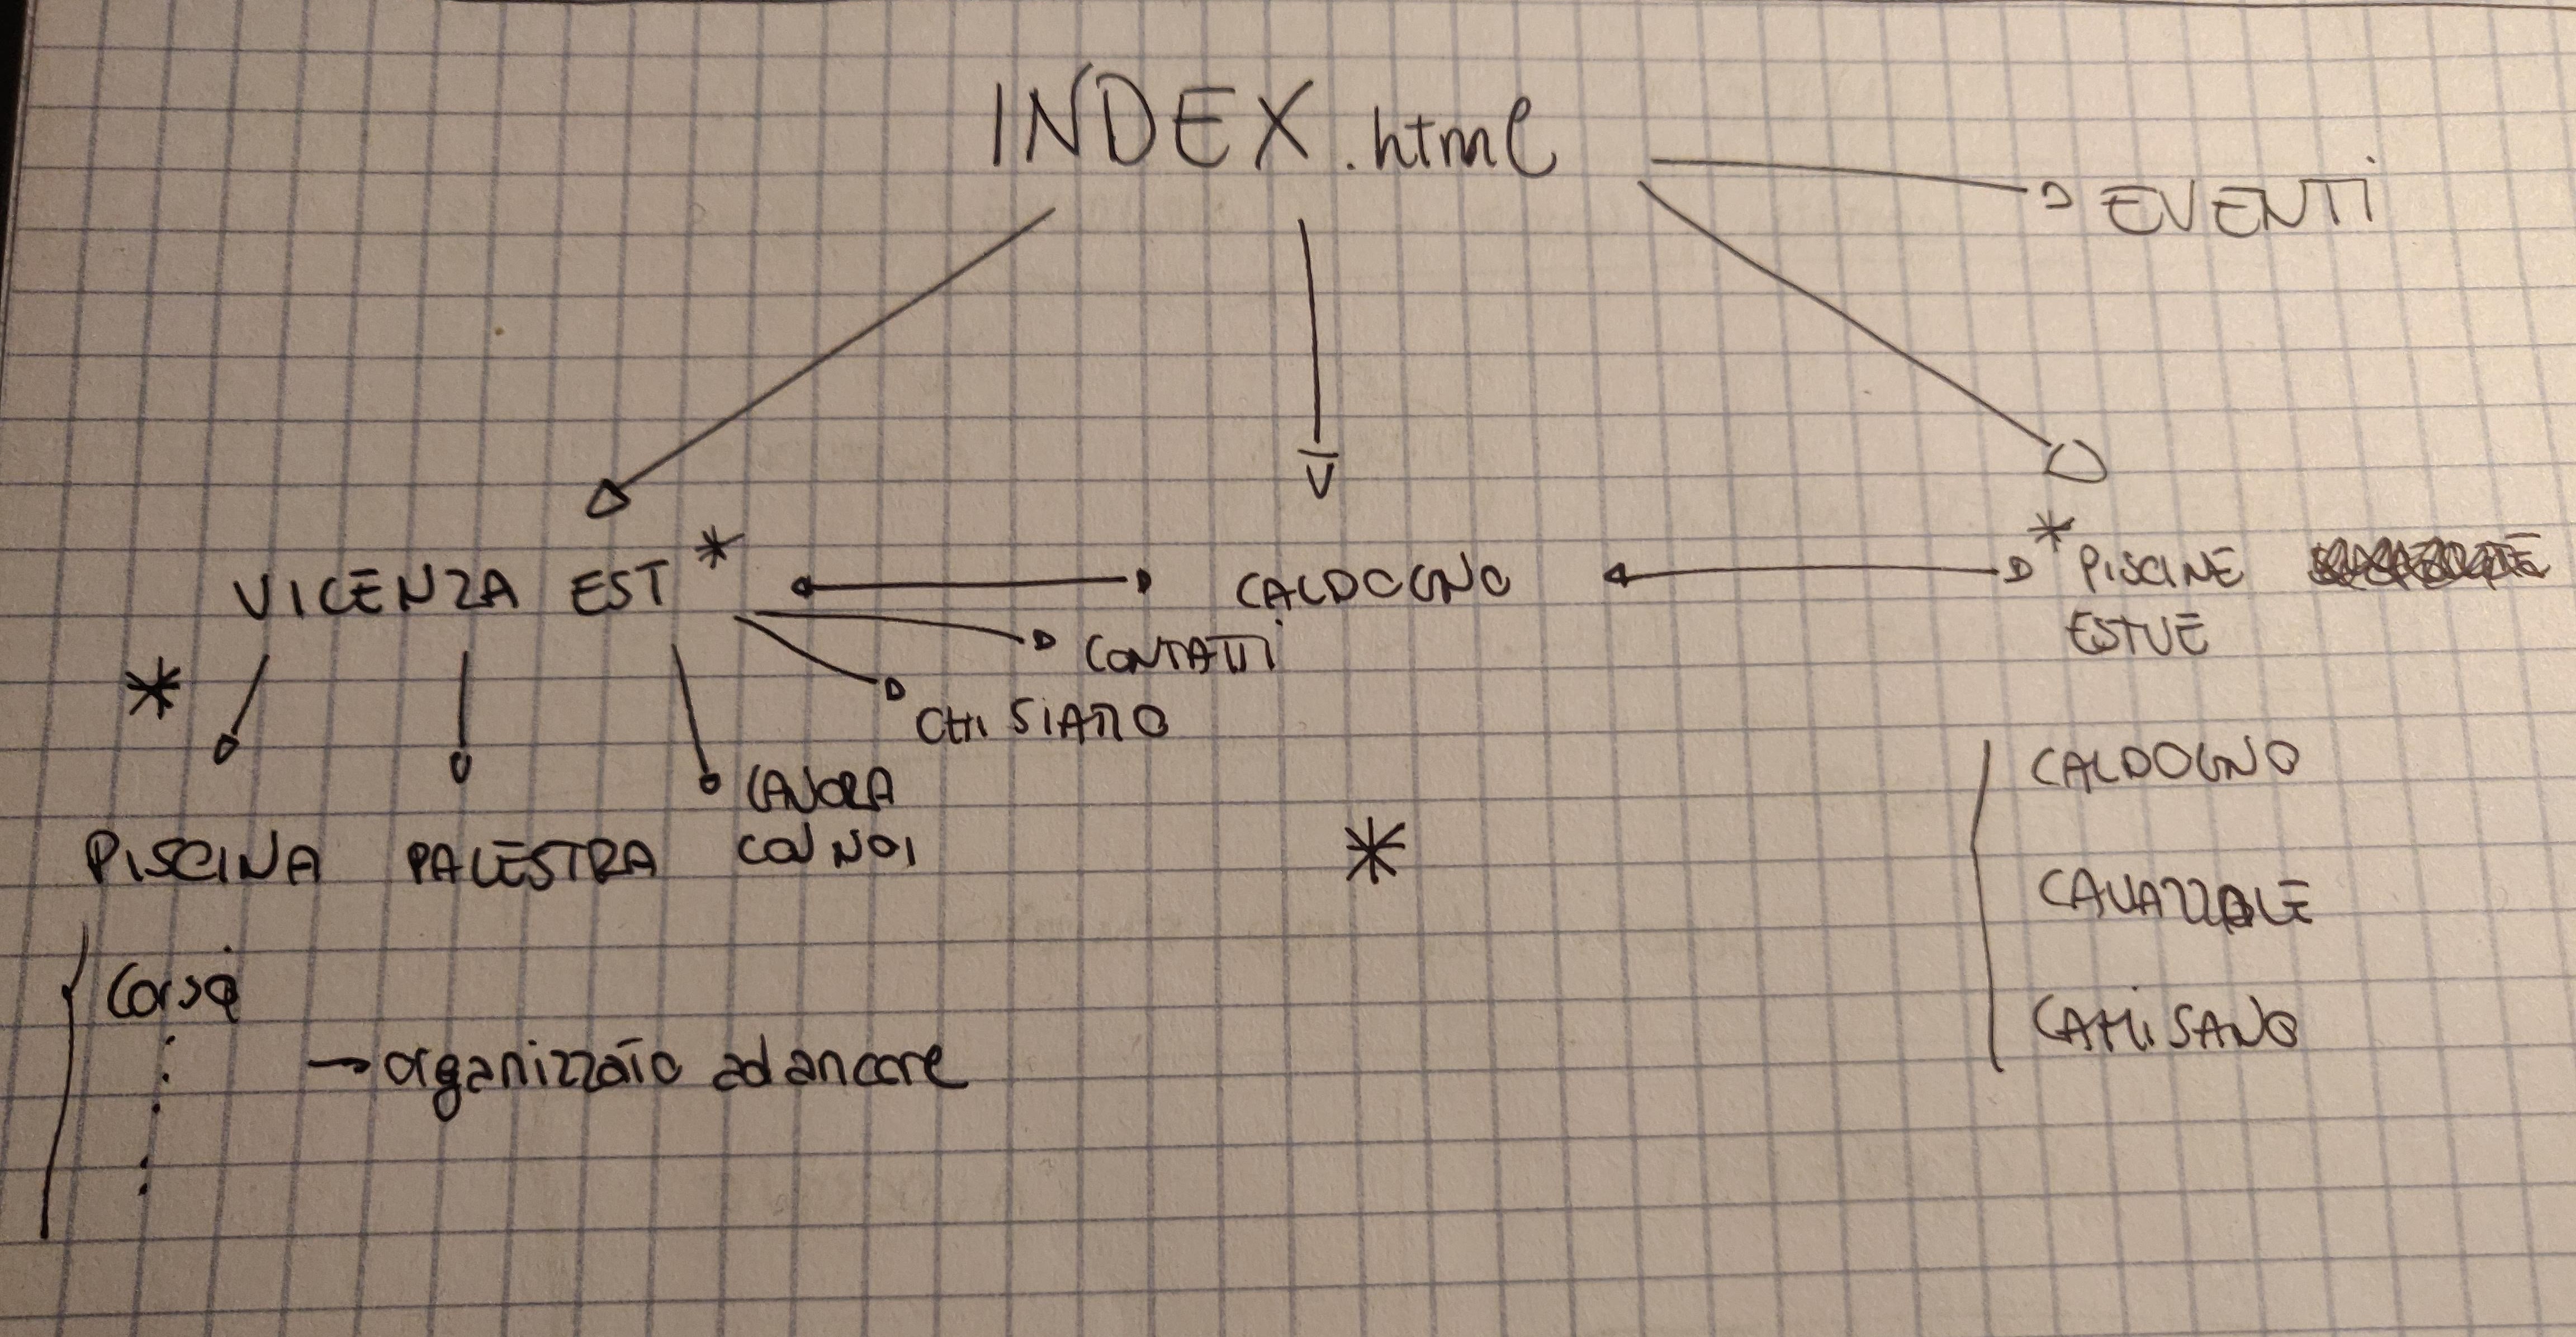 INDEX.html
EVENTI
VICENZA EST *
CALDOGNO
* PISCINE
ESTIVE
CONTATTI
CHI SIAMO
*
LAVORA
CON NOI
PISCINA
PALESTRA
*
CALDOGNO
CAVAZZALE
CAMISANO
Corsi
→ organizzato ad ancore